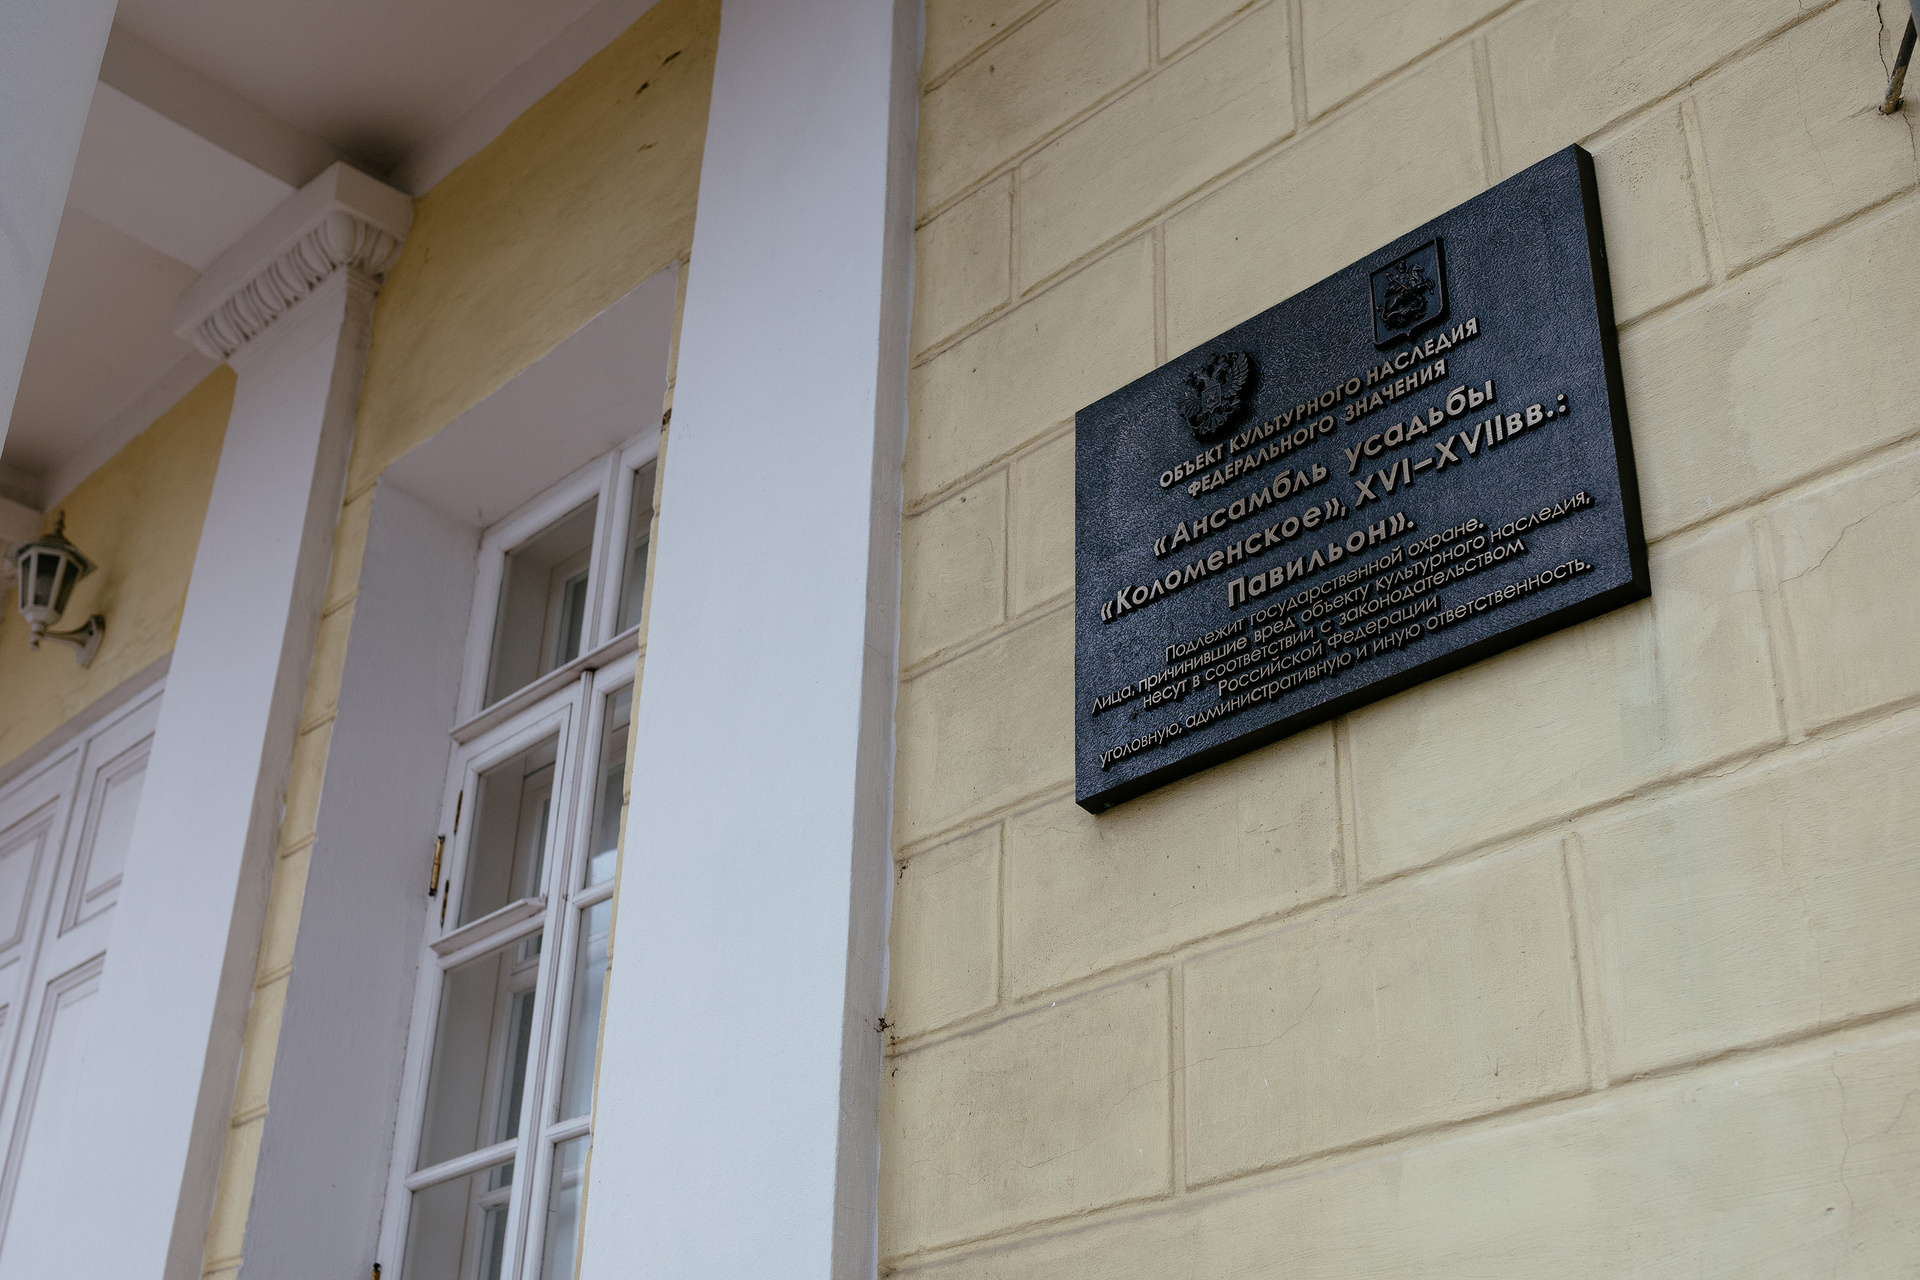 ОБЪЕКТ КУЛЬТУРНОГО НАСЛЕДИЯ
ФЕДЕРАЛЬНОГО ЗНАЧЕНИЯ
«Ансамбль усадьбы
«Коломенское», XVI–XVIIвв.:
Павильон».
Подлежит государственной охране.
Лица, причинившие вред объекту культурного наследия,
несут в соответствии с законодательством
Российской Федерации
уголовную, административную и иную ответственность.